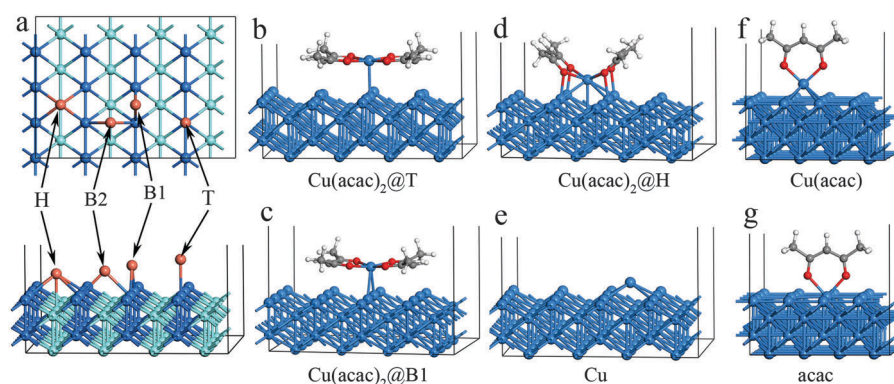 a
b
d
f
H
B2
B1
T
Cu(acac)₂@T
Cu(acac)₂@H
Cu(acac)
c
e
g
Cu(acac)₂@B1
Cu
acac